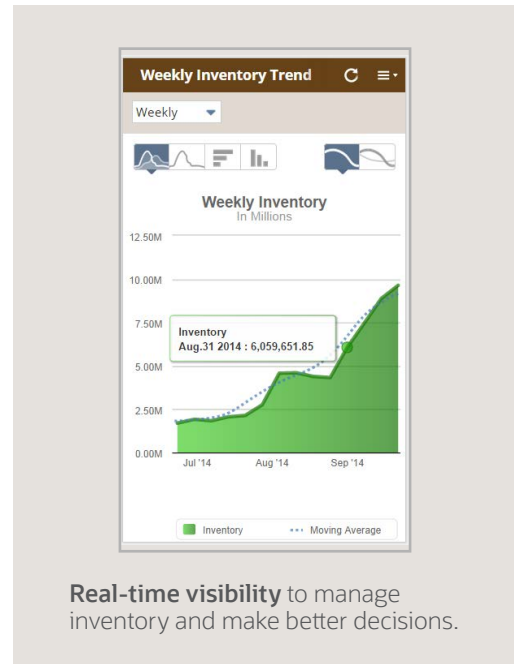 Weekly Inventory Trend
Weekly
Weekly Inventory
In Millions
12.50M
10.00M
7.50M
5.00M
2.50M
0.00M
Inventory
Aug.31 2014 : 6,059,651.85
Jul '14 Aug '14 Sep '14
Inventory Moving Average
Real-time visibility to manage
inventory and make better decisions.